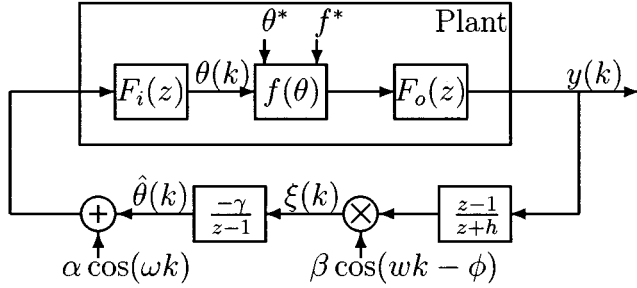 θ* f* Plant
F_i(z) θ(k) f(θ) F_o(z) y(k)
θ̂(k) -γ/z-1 ξ(k) z-1/z+h
+ ×
α cos(ωk) β cos(wk - ϕ)